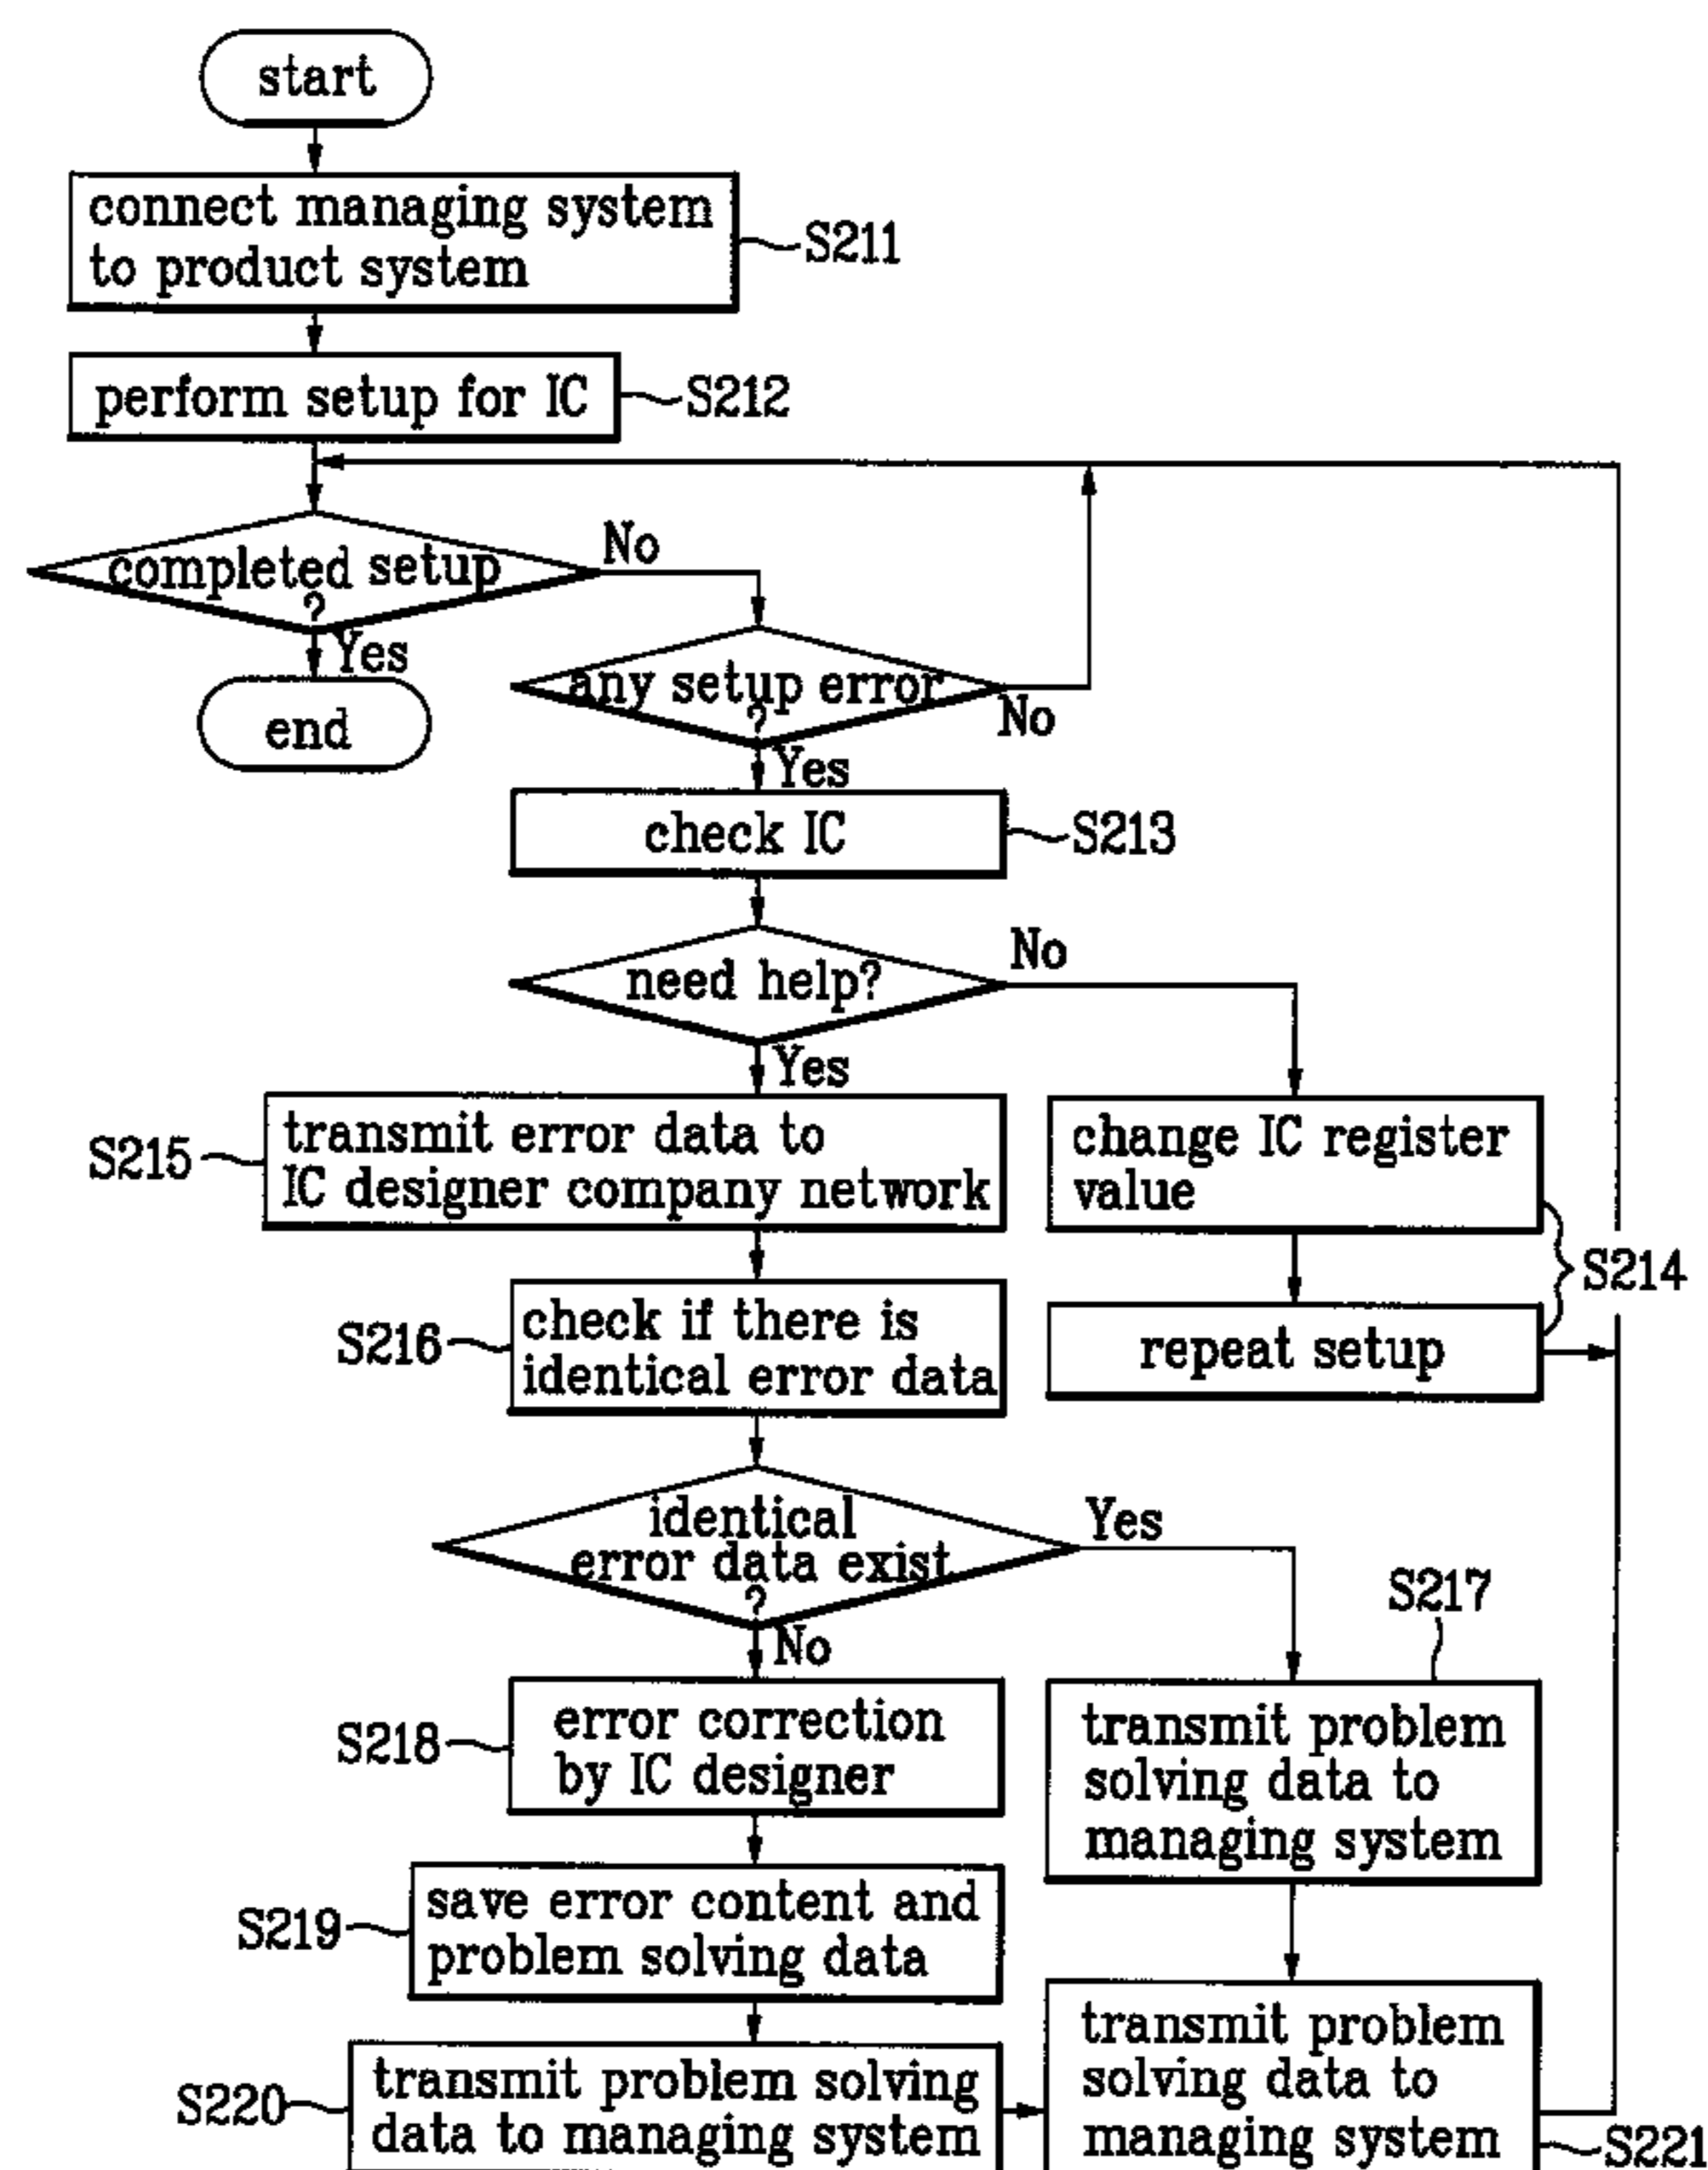 start
connect managing system
to product system
S211
perform setup for IC
S212
completed setup
?
No
Yes
end
any setup error
?
No
Yes
check IC
S213
need help?
No
Yes
S215
transmit error data to
IC designer company network
change IC register
value
S214
S216
check if there is
identical error data
repeat setup
identical
error data exist
?
Yes
No
S217
S218
error correction
by IC designer
transmit problem
solving data to
managing system
S219
save error content and
problem solving data
S220
transmit problem solving
data to managing system
transmit problem
solving data to
managing system
S221